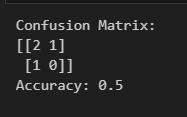 Confusion Matrix:
[[2 1]
 [1 0]]
Accuracy: 0.5